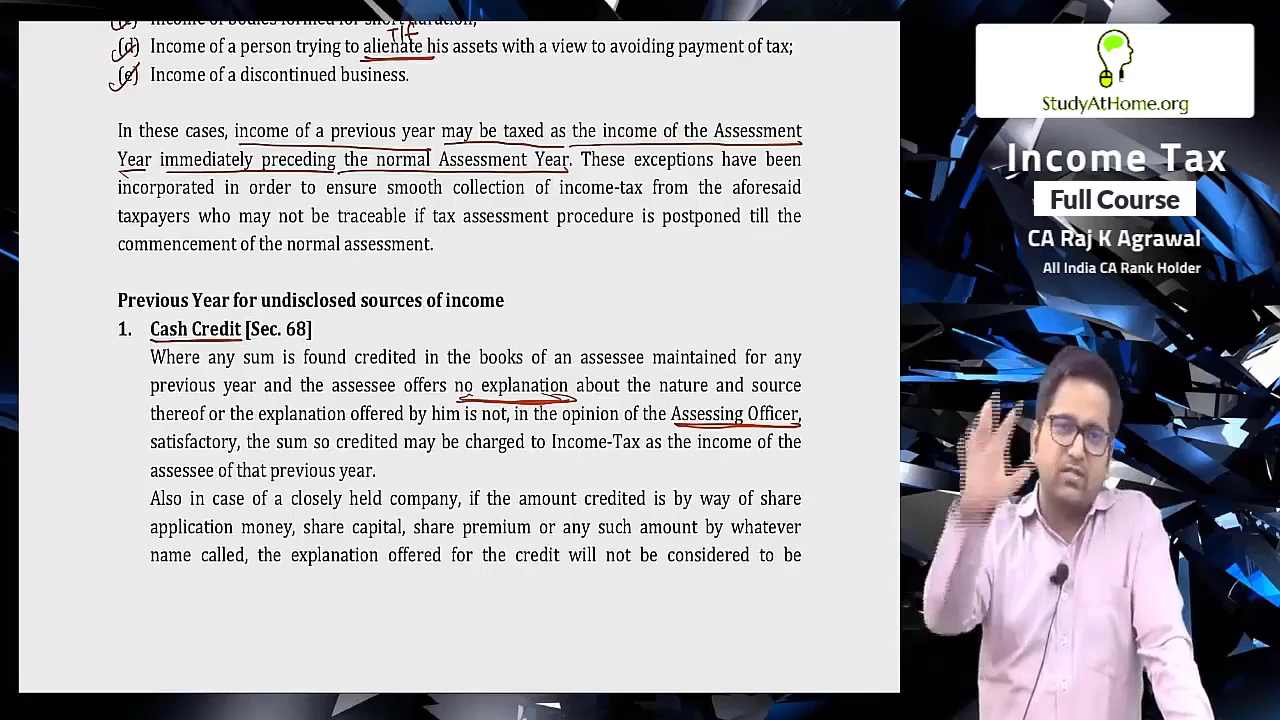 Income of bodies formed for short duration;
T/f
(d) Income of a person trying to alienate his assets with a view to avoiding payment of tax;
(e) Income of a discontinued business.
In these cases, income of a previous year may be taxed as the income of the Assessment
Year immediately preceding the normal Assessment Year. These exceptions have been
incorporated in order to ensure smooth collection of income-tax from the aforesaid
taxpayers who may not be traceable if tax assessment procedure is postponed till the
commencement of the normal assessment.
Previous Year for undisclosed sources of income
1. Cash Credit [Sec. 68]
Where any sum is found credited in the books of an assessee maintained for any
previous year and the assessee offers no explanation about the nature and source
thereof or the explanation offered by him is not, in the opinion of the Assessing Officer,
satisfactory, the sum so credited may be charged to Income-Tax as the income of the
assessee of that previous year.
Also in case of a closely held company, if the amount credited is by way of share
application money, share capital, share premium or any such amount by whatever
name called, the explanation offered for the credit will not be considered to be
StudyAtHome.org
Income Tax
Full Course
CA Raj K Agrawal
All India CA Rank Holder